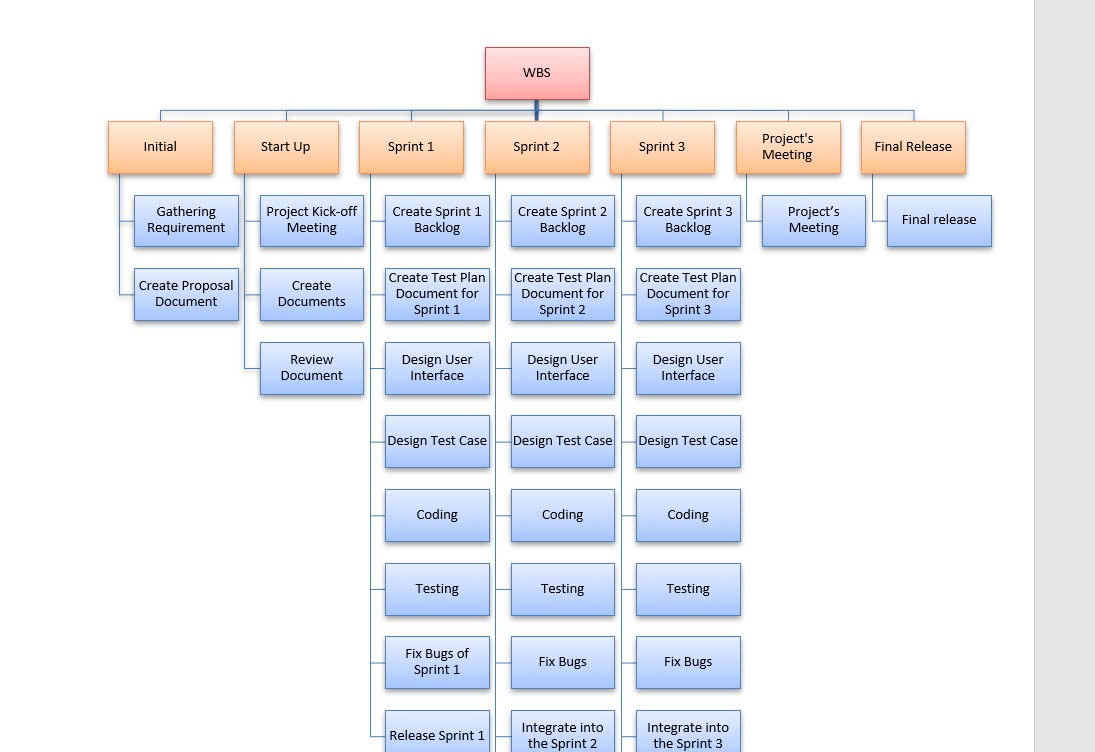 WBS
Initial
Start Up
Sprint 1
Sprint 2
Sprint 3
Project's
Meeting
Final Release
Gathering
Requirement
Project Kick-off
Meeting
Create Sprint 1
Backlog
Create Sprint 2
Backlog
Create Sprint 3
Backlog
Project’s
Meeting
Final release
Create Proposal
Document
Create
Documents
Create Test Plan
Document for
Sprint 1
Create Test Plan
Document for
Sprint 2
Create Test Plan
Document for
Sprint 3
Review
Document
Design User
Interface
Design User
Interface
Design User
Interface
Design Test Case
Design Test Case
Design Test Case
Coding
Coding
Coding
Testing
Testing
Testing
Fix Bugs of
Sprint 1
Fix Bugs
Fix Bugs
Release Sprint 1
Integrate into
the Sprint 2
Integrate into
the Sprint 3